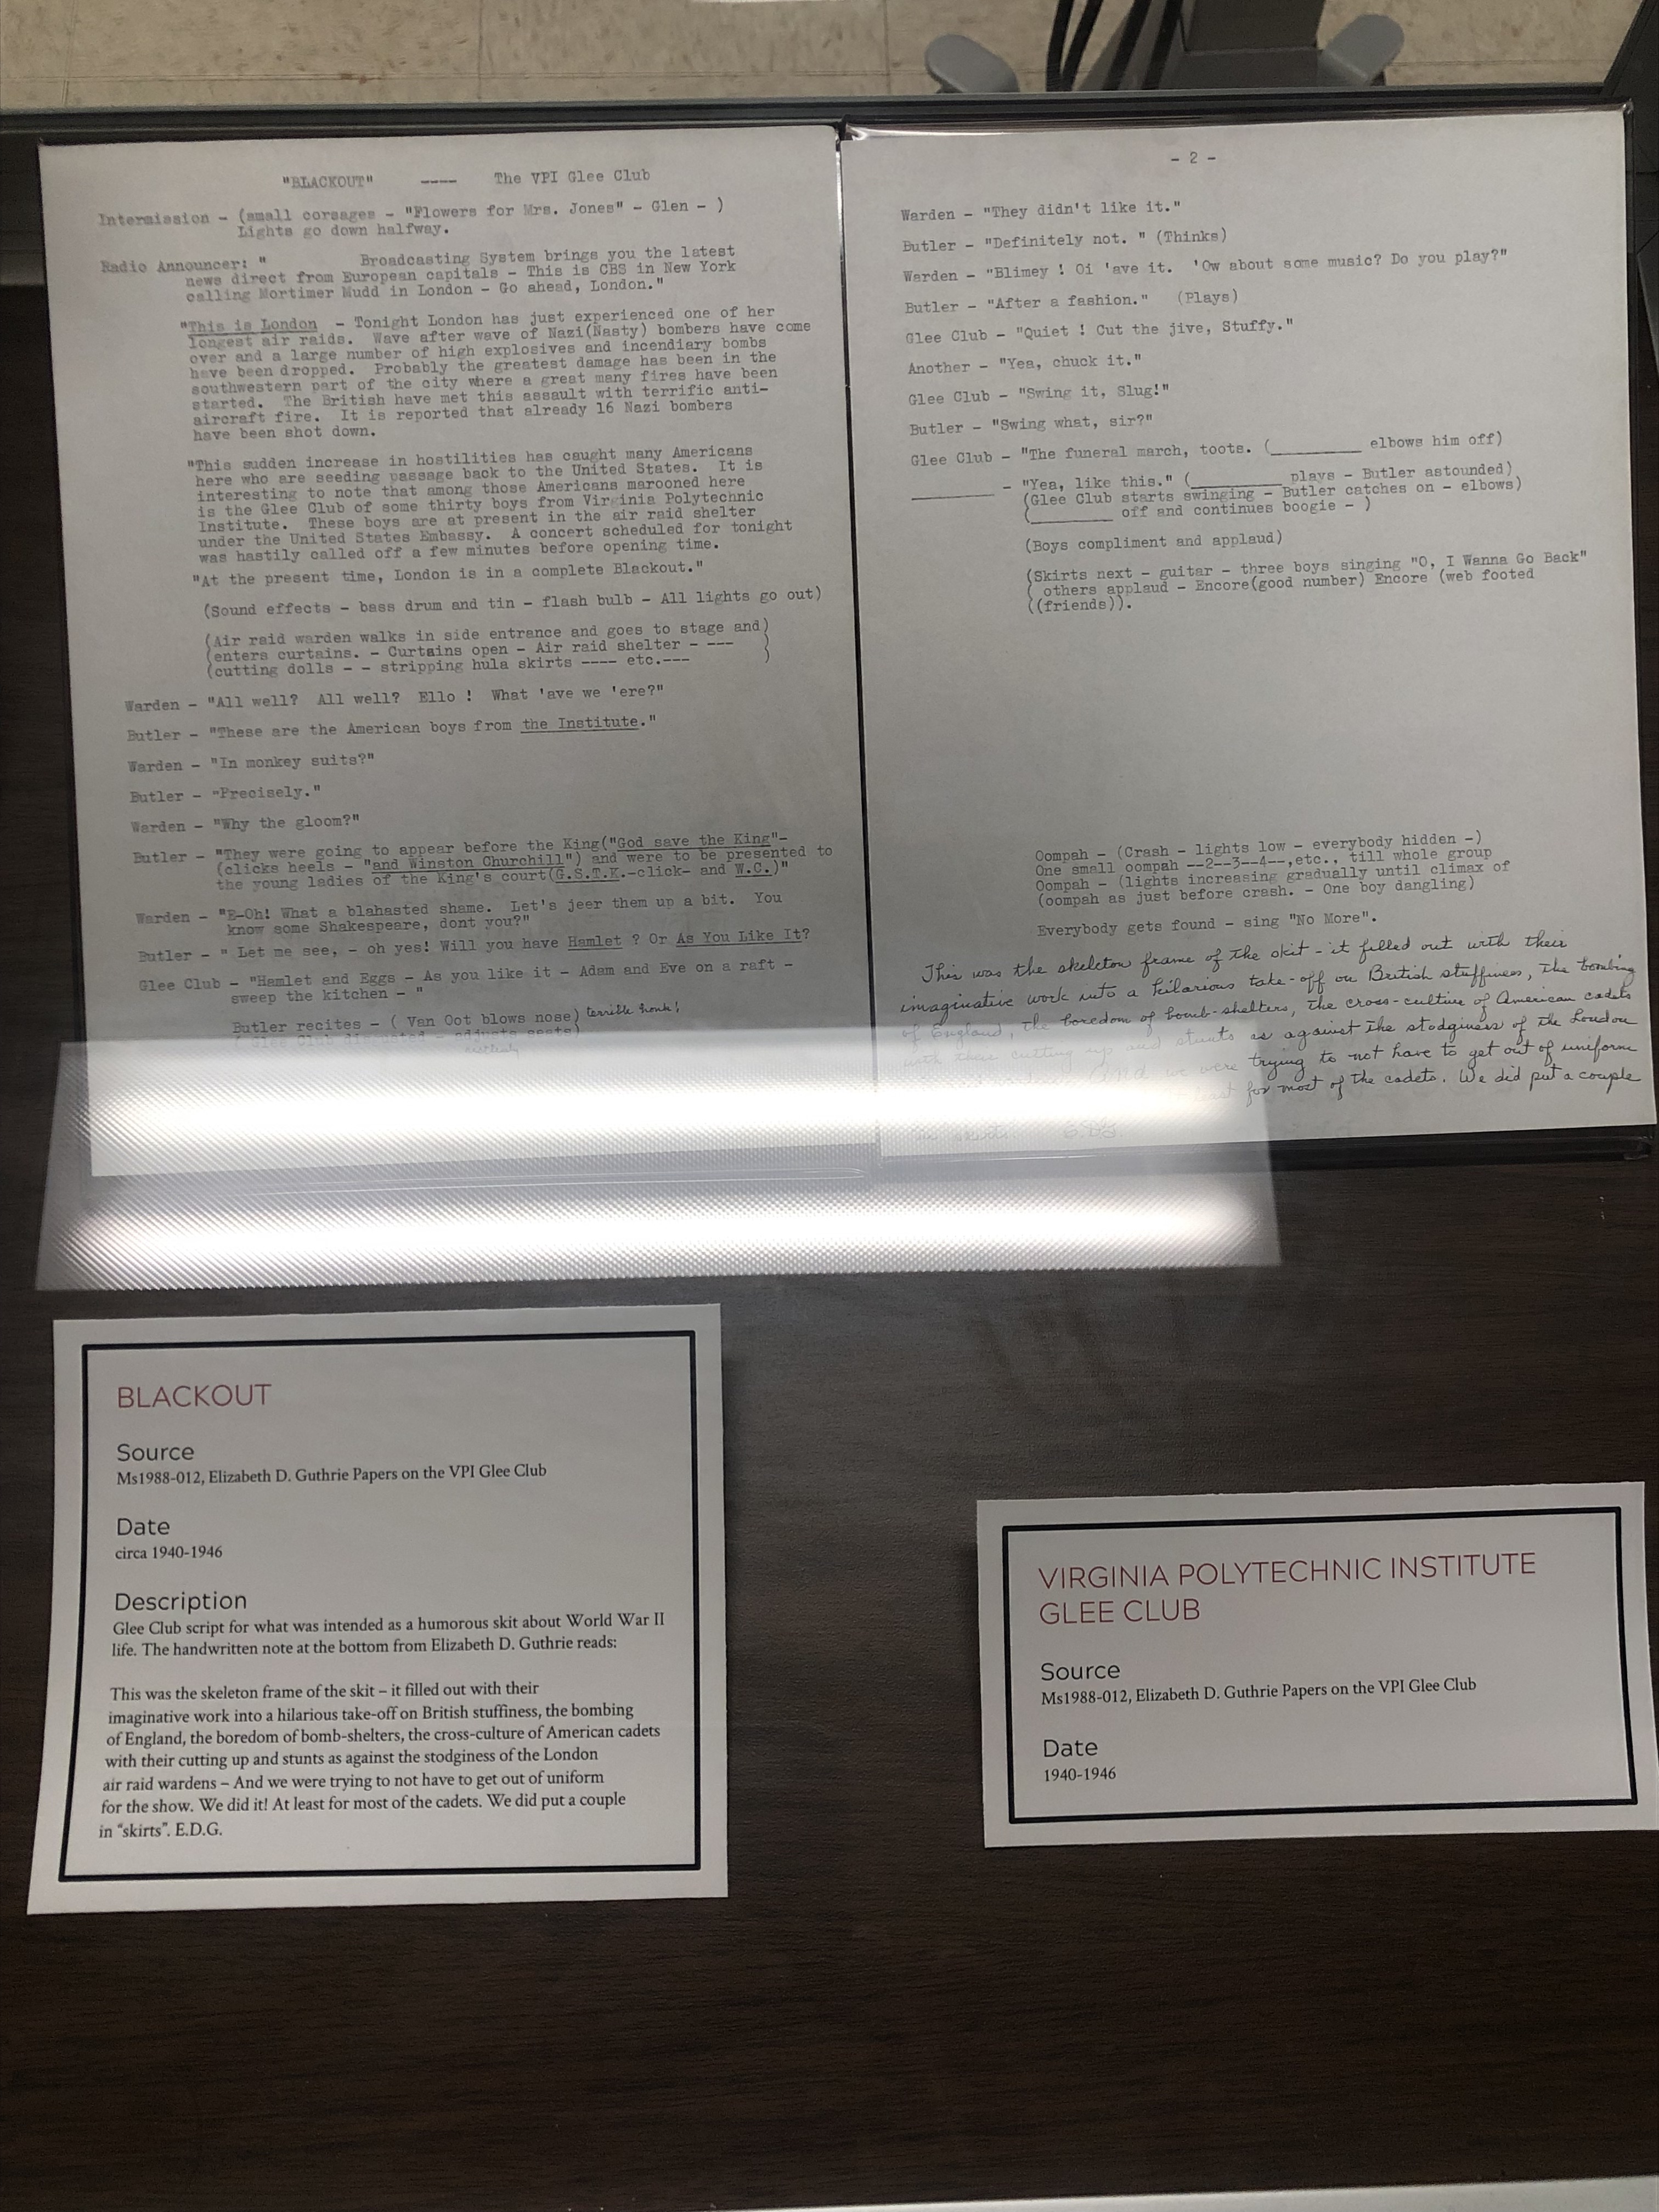 "BLACKOUT" ---- The VPI Glee Club
Intermission - (small corsages - "Flowers for Mrs. Jones" - Glen - )
Lights go down halfway.
Radio Announcer: " Broadcasting System brings you the latest
news direct from European capitals - This is CBS in New York
calling Mortimer Mudd in London - Go ahead, London."
"This is London - Tonight London has just experienced one of her
longest air raids. Wave after wave of Nazi(Nasty) bombers have come
over and a large number of high explosives and incendiary bombs
have been dropped. Probably the greatest damage has been in the
southwestern part of the city where a great many fires have been
started. The British have met this assault with terrific anti-
aircraft fire. It is reported that already 16 Nazi bombers
have been shot down.
"This sudden increase in hostilities has caught many Americans
here who are seeding passage back to the United States. It is
interesting to note that among those Americans marooned here
is the Glee Club of some thirty boys from Virginia Polytechnic
Institute. These boys are at present in the air raid shelter
under the United States Embassy. A concert scheduled for tonight
was hastily called off a few minutes before opening time.
"At the present time, London is in a complete Blackout."
(Sound effects - bass drum and tin - flash bulb - All lights go out)
(Air raid warden walks in side entrance and goes to stage and)
(enters curtains. - Curtains open - Air raid shelter - --- )
(cutting dolls - - stripping hula skirts ---- etc.--- )
Warden - "All well? All well? Ello ! What 'ave we 'ere?"
Butler - "These are the American boys from the Institute."
Warden - "In monkey suits?"
Butler - "Precisely."
Warden - "Why the gloom?"
Butler - "They were going to appear before the King("God save the King"-
(clicks heels - "and Winston Churchill") and were to be presented to
the young ladies of the King's court(G.S.T.K.-click- and W.C.)"
Warden - "E-Oh! What a blahasted shame. Let's jeer them up a bit. You
know some Shakespeare, dont you?"
Butler - " Let me see, - oh yes! Will you have Hamlet ? Or As You Like It?
Glee Club - "Hamlet and Eggs - As you like it - Adam and Eve on a raft -
sweep the kitchen - "
Butler recites - ( Van Oot blows nose) terrible honk!
(Glee Club disgusted - adjusts seats)
- 2 -
Warden - "They didn't like it."
Butler - "Definitely not. " (Thinks)
Warden - "Blimey ! Oi 'ave it. 'Ow about some music? Do you play?"
Butler - "After a fashion." (Plays)
Glee Club - "Quiet ! Cut the jive, Stuffy."
Another - "Yea, chuck it."
Glee Club - "Swing it, Slug!"
Butler - "Swing what, sir?"
Glee Club - "The funeral march, toots. (_________ elbows him off)
________ - "Yea, like this." (_________ plays - Butler astounded)
(Glee Club starts swinging - Butler catches on - elbows)
(________ off and continues boogie - )
(Boys compliment and applaud)
(Skirts next - guitar - three boys singing "O, I Wanna Go Back"
( others applaud - Encore(good number) Encore (web footed
((friends)).
Oompah - (Crash - lights low - everybody hidden -)
One small oompah --2--3--4--,etc., till whole group
Oompah - (lights increasing gradually until climax of
(oompah as just before crash. - One boy dangling)
Everybody gets found - sing "No More".
This was the skeleton frame of the skit - it filled out with their
imaginative work into a hilarious take-off on British stuffiness, the bombing
of England, the boredom of bomb-shelters, the cross-culture of American cadets
with their cutting up and stunts as against the stodginess of the London
And we were trying to not have to get out of uniform
least for most of the cadets. We did put a couple
E.D.G.
BLACKOUT
Source
Ms1988-012, Elizabeth D. Guthrie Papers on the VPI Glee Club
Date
circa 1940-1946
Description
Glee Club script for what was intended as a humorous skit about World War II
life. The handwritten note at the bottom from Elizabeth D. Guthrie reads:
This was the skeleton frame of the skit – it filled out with their
imaginative work into a hilarious take-off on British stuffiness, the bombing
of England, the boredom of bomb-shelters, the cross-culture of American cadets
with their cutting up and stunts as against the stodginess of the London
air raid wardens – And we were trying to not have to get out of uniform
for the show. We did it! At least for most of the cadets. We did put a couple
in “skirts”. E.D.G.
VIRGINIA POLYTECHNIC INSTITUTE
GLEE CLUB
Source
Ms1988-012, Elizabeth D. Guthrie Papers on the VPI Glee Club
Date
1940-1946